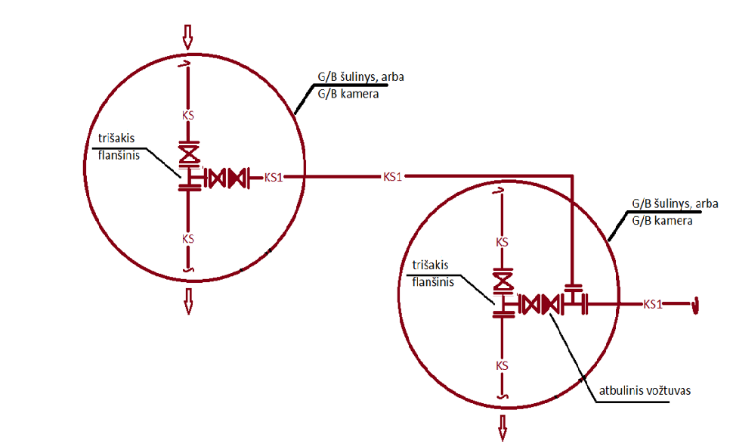 G/B šulinys, arba
G/B kamera
KS
trišakis
flanšinis
KS1
KS1
KS
G/B šulinys, arba
G/B kamera
KS
trišakis
flanšinis
KS1
KS
atbulinis vožtuvas